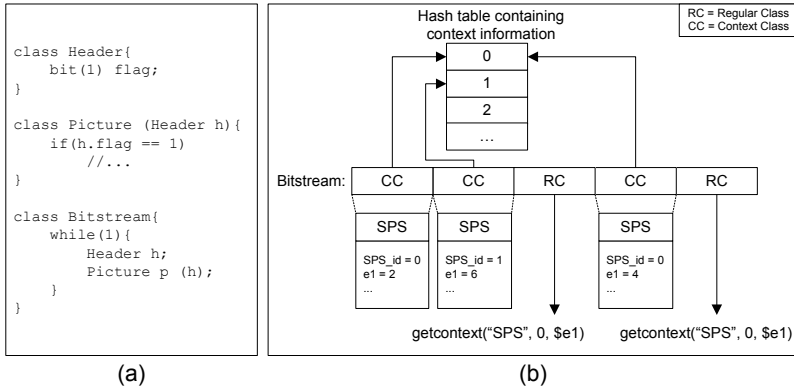 class Header{
bit(1) flag;
}
class Picture (Header h){
if(h.flag == 1)
//...
}
class Bitstream{
while(1){
Header h;
Picture p (h);
}
}
(a)
RC = Regular Class
CC = Context Class
Hash table containing
context information
0
1
2
...
Bitstream: CC CC RC CC RC
SPS SPS SPS
SPS_id = 0
e1 = 2
...
SPS_id = 1
e1 = 6
...
SPS_id = 0
e1 = 4
...
getcontext(“SPS”, 0, $e1) getcontext(“SPS”, 0, $e1)
(b)